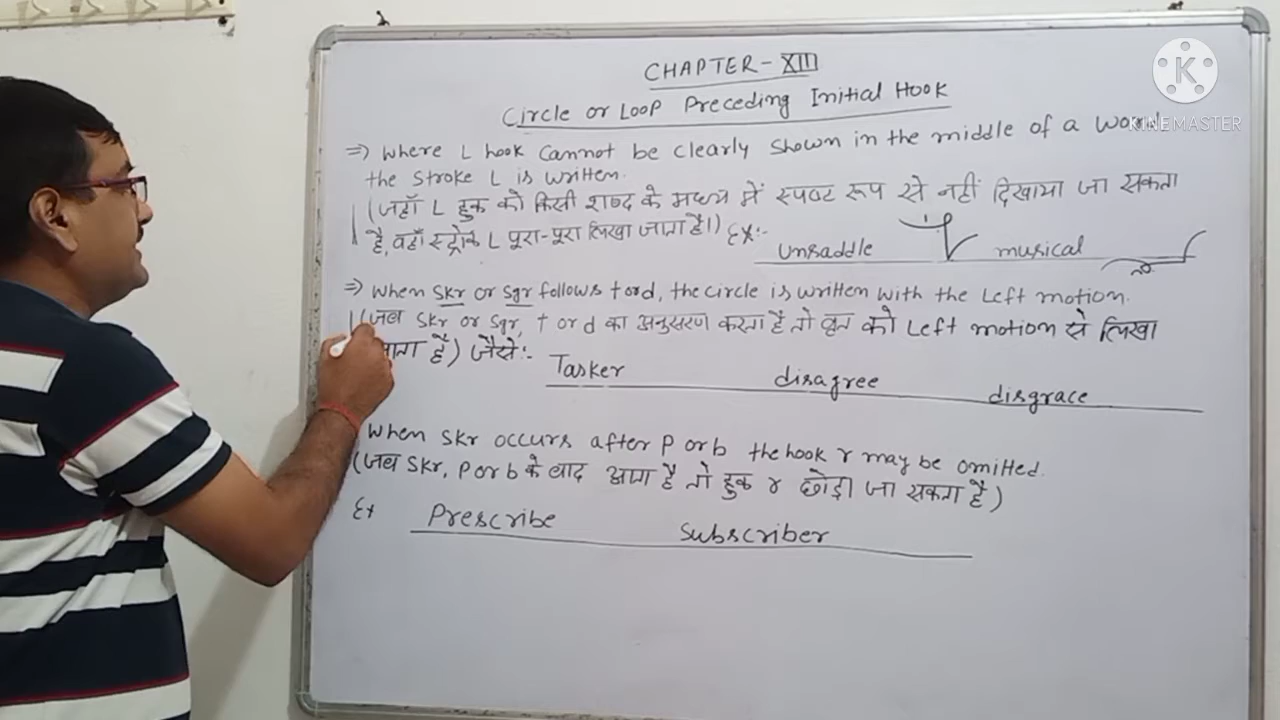 CHAPTER-XIII
Circle or Loop Preceding Initial Hook
⇒ Where L hook cannot be clearly shown in the middle of a word
the stroke L is written.
(जहाँ L हुक को किसी शब्द के मध्य में स्पष्ट रूप से नहीं दिखाया जा सकता
है, वहाँ स्ट्रोक L पूरा-पूरा लिखा जाता है।) Ex:-
unsaddle musical
⇒ When Skr or Sgr follows t or d, the circle is written with the Left motion.
(जब Skr or Sgr, t or d का अनुसरण करता है तो वृत को Left motion से लिखा
जाता है) जैसे:-
Tasker disagree disgrace
When Skr occurs after P or b the hook r may be omitted.
(जब Skr, P or b के बाद आता है तो हुक r छोड़ा जा सकता है)
Ex Prescribe Subscriber
K
KINEMASTER